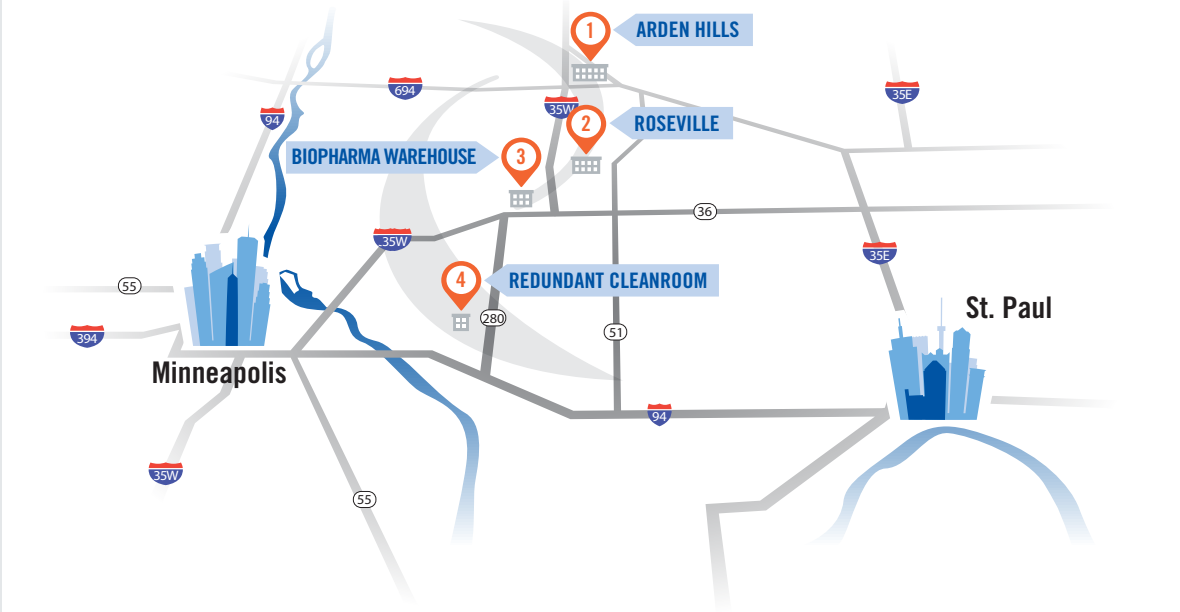 1
ARDEN HILLS
694
35W
35E
94
2
ROSEVILLE
BIOPHARMA WAREHOUSE
3
36
35W
35E
4
REDUNDANT CLEANROOM
55
280
51
394
St. Paul
Minneapolis
94
35W
55